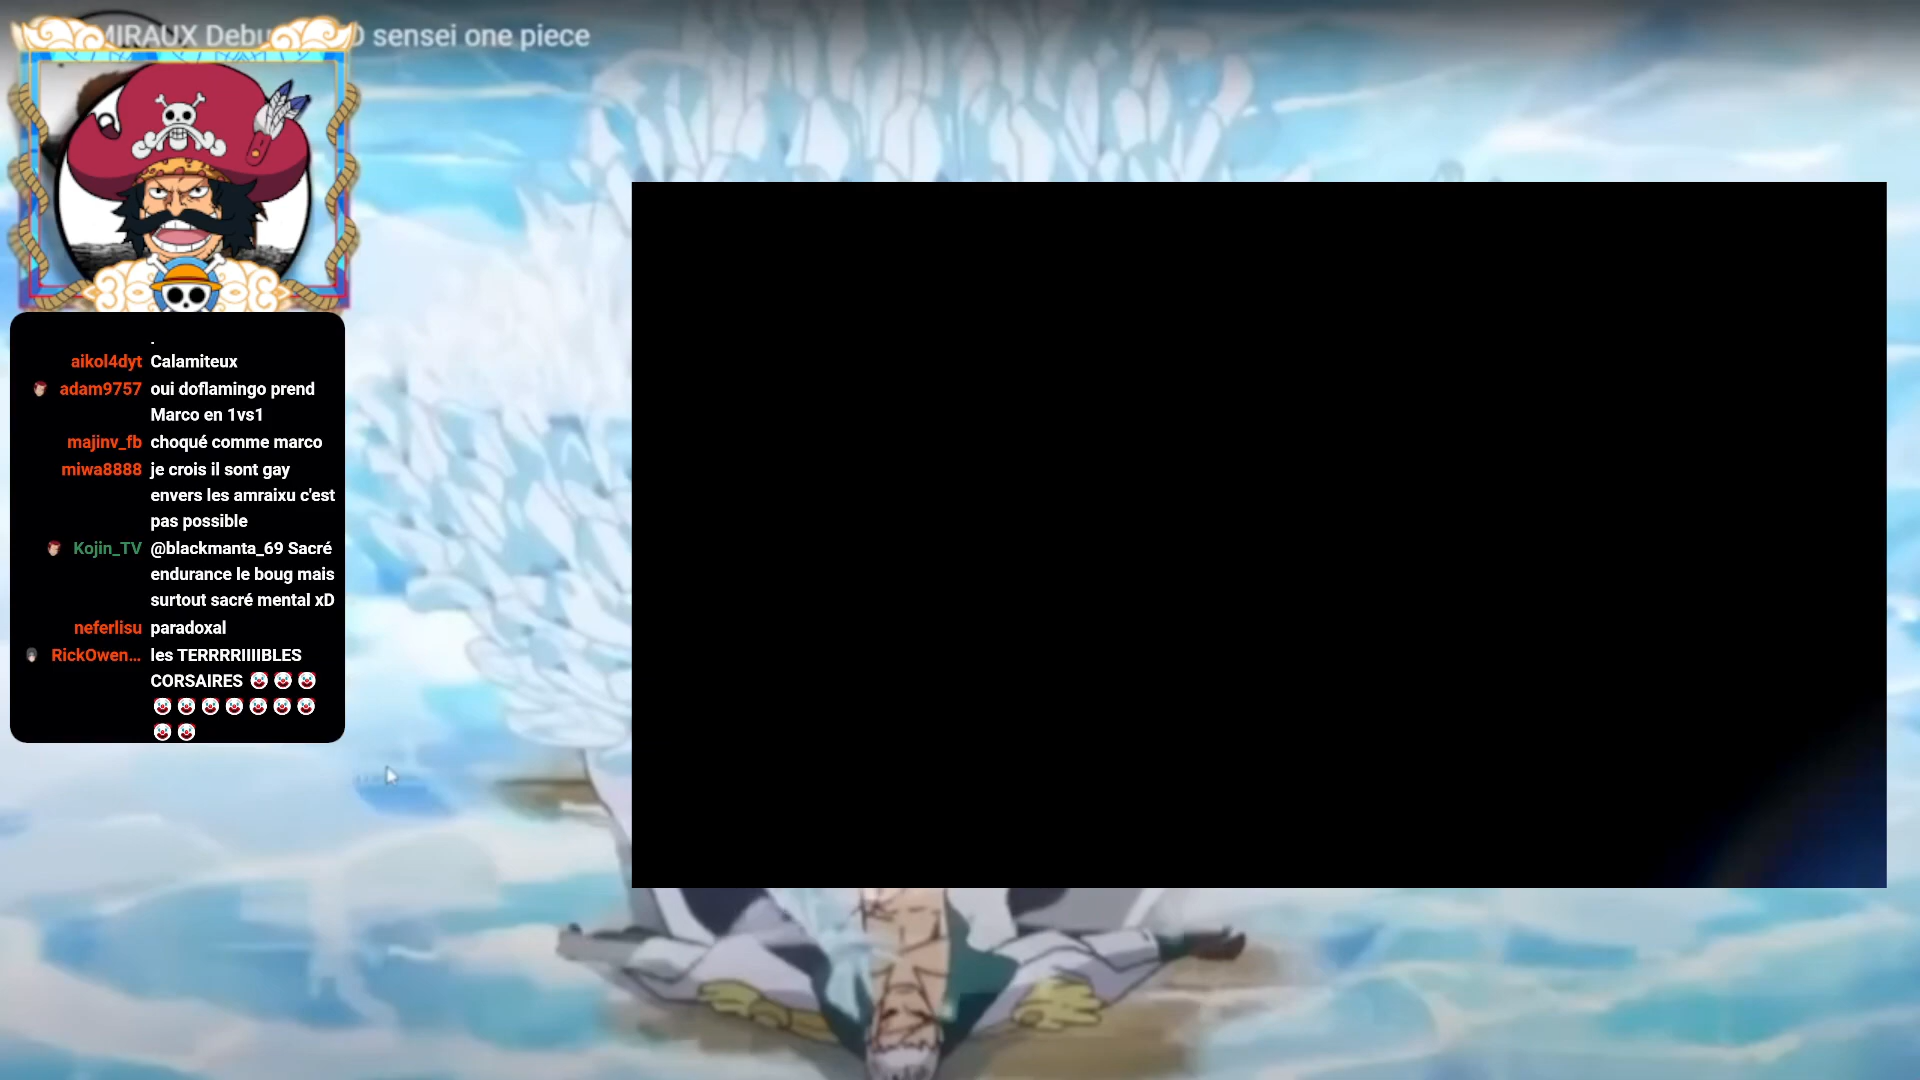 MIRAUX Debu
sensei one piece
.
aikol4dyt Calamiteux
adam9757 oui doflamingo prend
Marco en 1vs1
majinv_fb choqué comme marco
miwa8888 je crois il sont gay
envers les amraixu c'est
pas possible
Kojin_TV @blackmanta_69 Sacré
endurance le boug mais
surtout sacré mental xD
neferlisu paradoxal
RickOwen... les TERRRRIIIIBLES
CORSAIRES